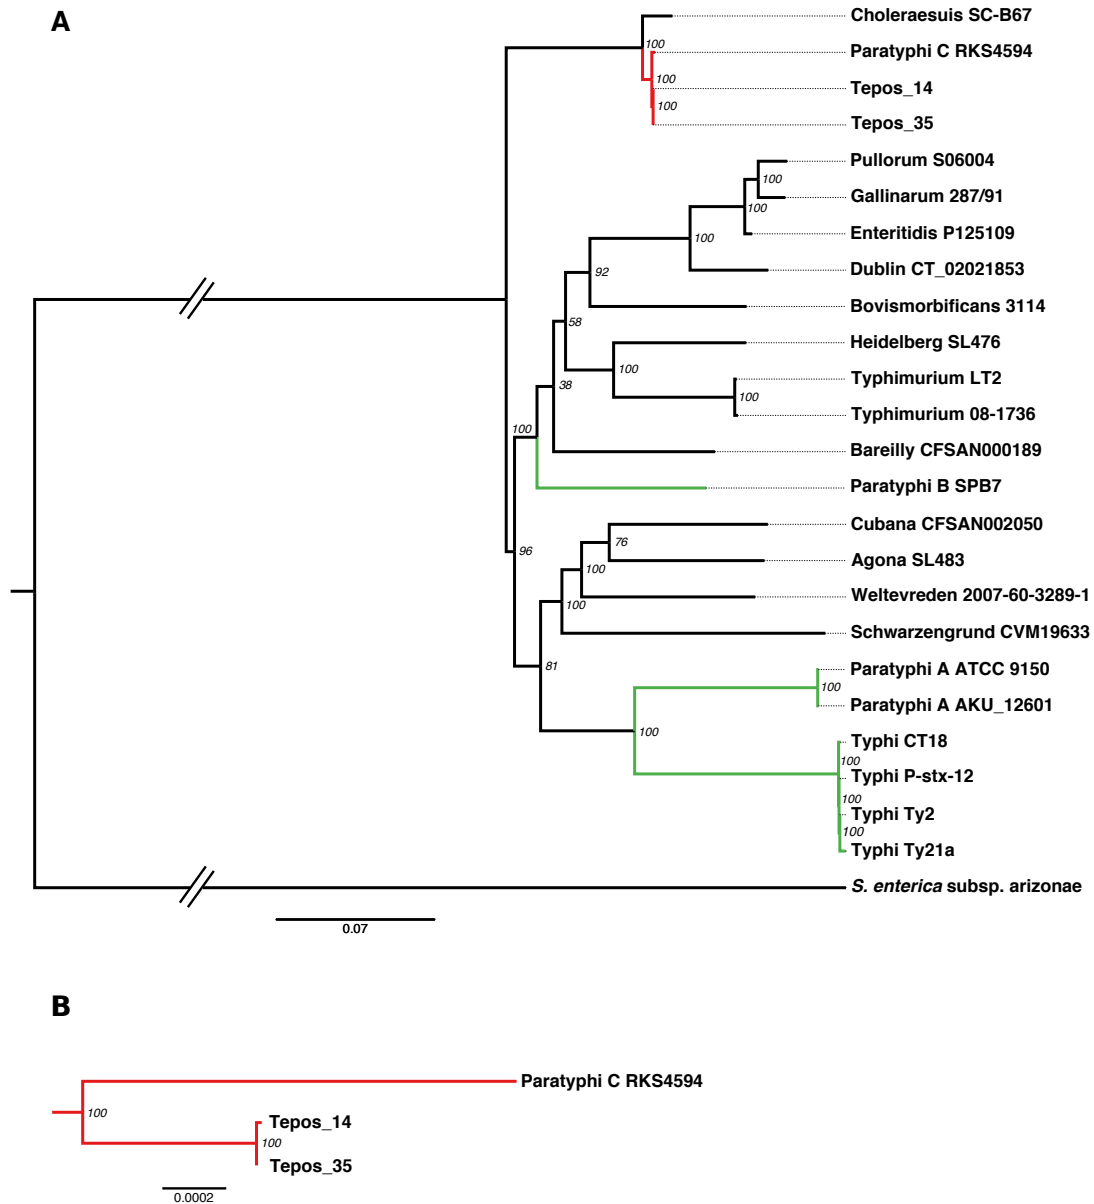 A
Choleraesuis SC-B67
100
Paratyphi C RKS4594
100
Tepos_14
100
Tepos_35
Pullorum S06004
100
Gallinarum 287/91
100
Enteritidis P125109
100
Dublin CT_02021853
92
Bovismorbificans 3114
58
Heidelberg SL476
100
Typhimurium LT2
38
100
Typhimurium 08-1736
100
Bareilly CFSAN000189
Paratyphi B SPB7
Cubana CFSAN002050
76
96
Agona SL483
100
Weltevreden 2007-60-3289-1
100
Schwarzengrund CVM19633
81
Paratyphi A ATCC 9150
100
Paratyphi A AKU_12601
100
Typhi CT18
100
Typhi P-stx-12
100
Typhi Ty2
100
Typhi Ty21a
S. enterica subsp. arizonae
0.07
B
Paratyphi C RKS4594
100
Tepos_14
100
Tepos_35
0.0002